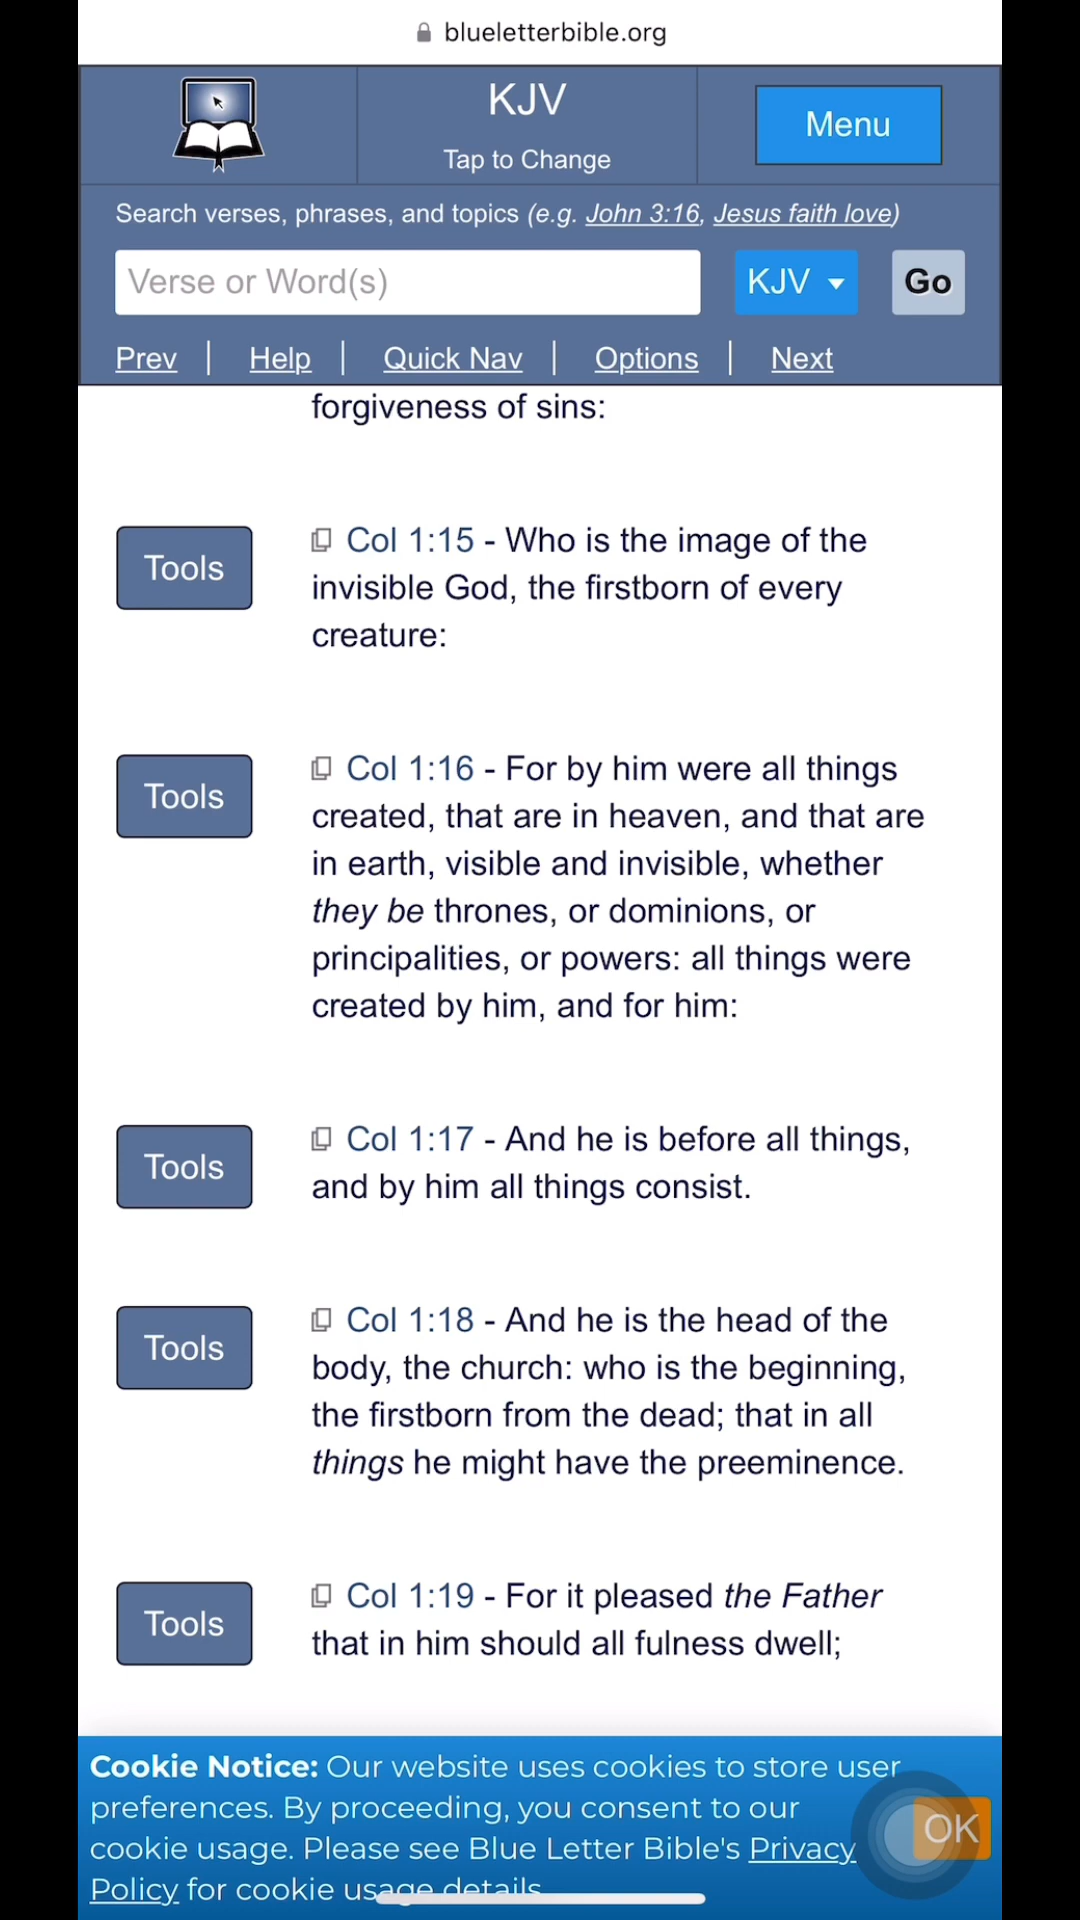 blueletterbible.org
KJV
Tap to Change
Menu
Search verses, phrases, and topics (e.g. John 3:16, Jesus faith love)
Verse or Word(s)
KJV
Go
Prev | Help | Quick Nav | Options | Next
forgiveness of sins:
Tools
Col 1:15 - Who is the image of the
invisible God, the firstborn of every
creature:
Tools
Col 1:16 - For by him were all things
created, that are in heaven, and that are
in earth, visible and invisible, whether
they be thrones, or dominions, or
principalities, or powers: all things were
created by him, and for him:
Tools
Col 1:17 - And he is before all things,
and by him all things consist.
Tools
Col 1:18 - And he is the head of the
body, the church: who is the beginning,
the firstborn from the dead; that in all
things he might have the preeminence.
Tools
Col 1:19 - For it pleased the Father
that in him should all fulness dwell;
Cookie Notice: Our website uses cookies to store user
preferences. By proceeding, you consent to our
cookie usage. Please see Blue Letter Bible's Privacy
Policy for cookie usage details
OK